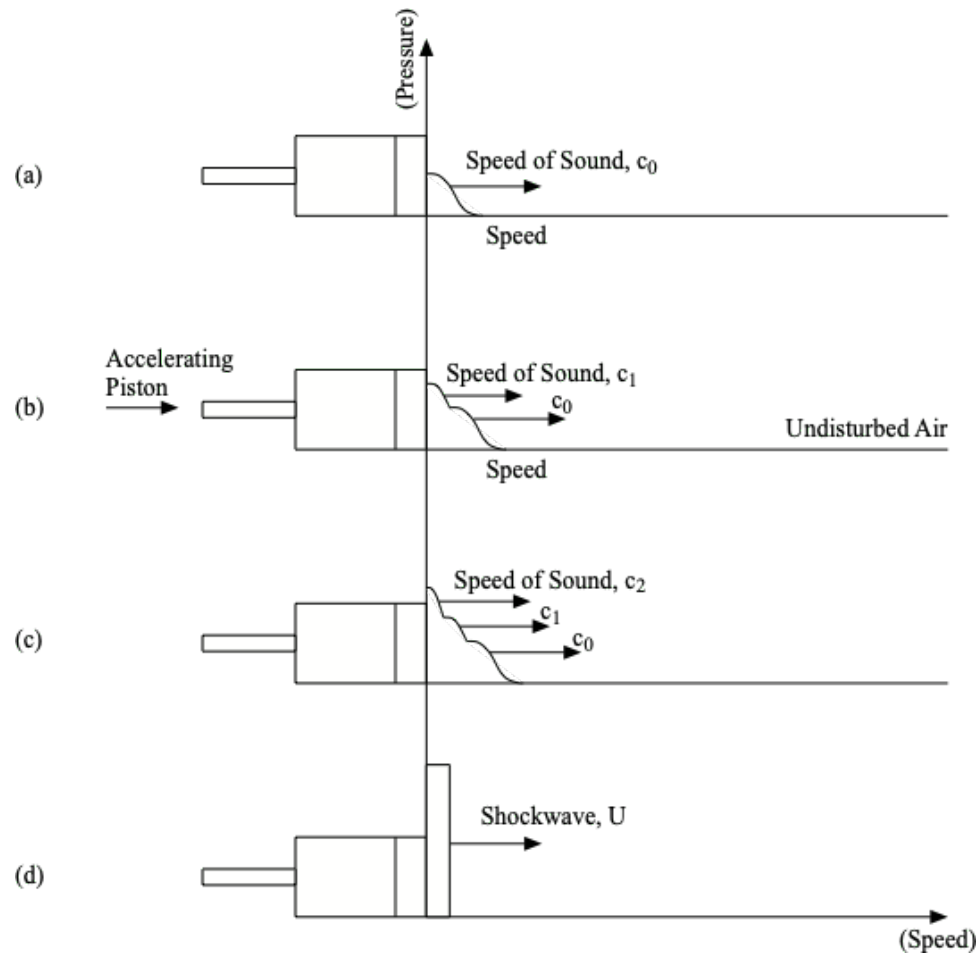 (Pressure)
(a)
Speed of Sound, c₀
Speed
Accelerating
Piston
(b)
Speed of Sound, c₁
c₀
Undisturbed Air
Speed
(c)
Speed of Sound, c₂
c₁
c₀
(d)
Shockwave, U
(Speed)